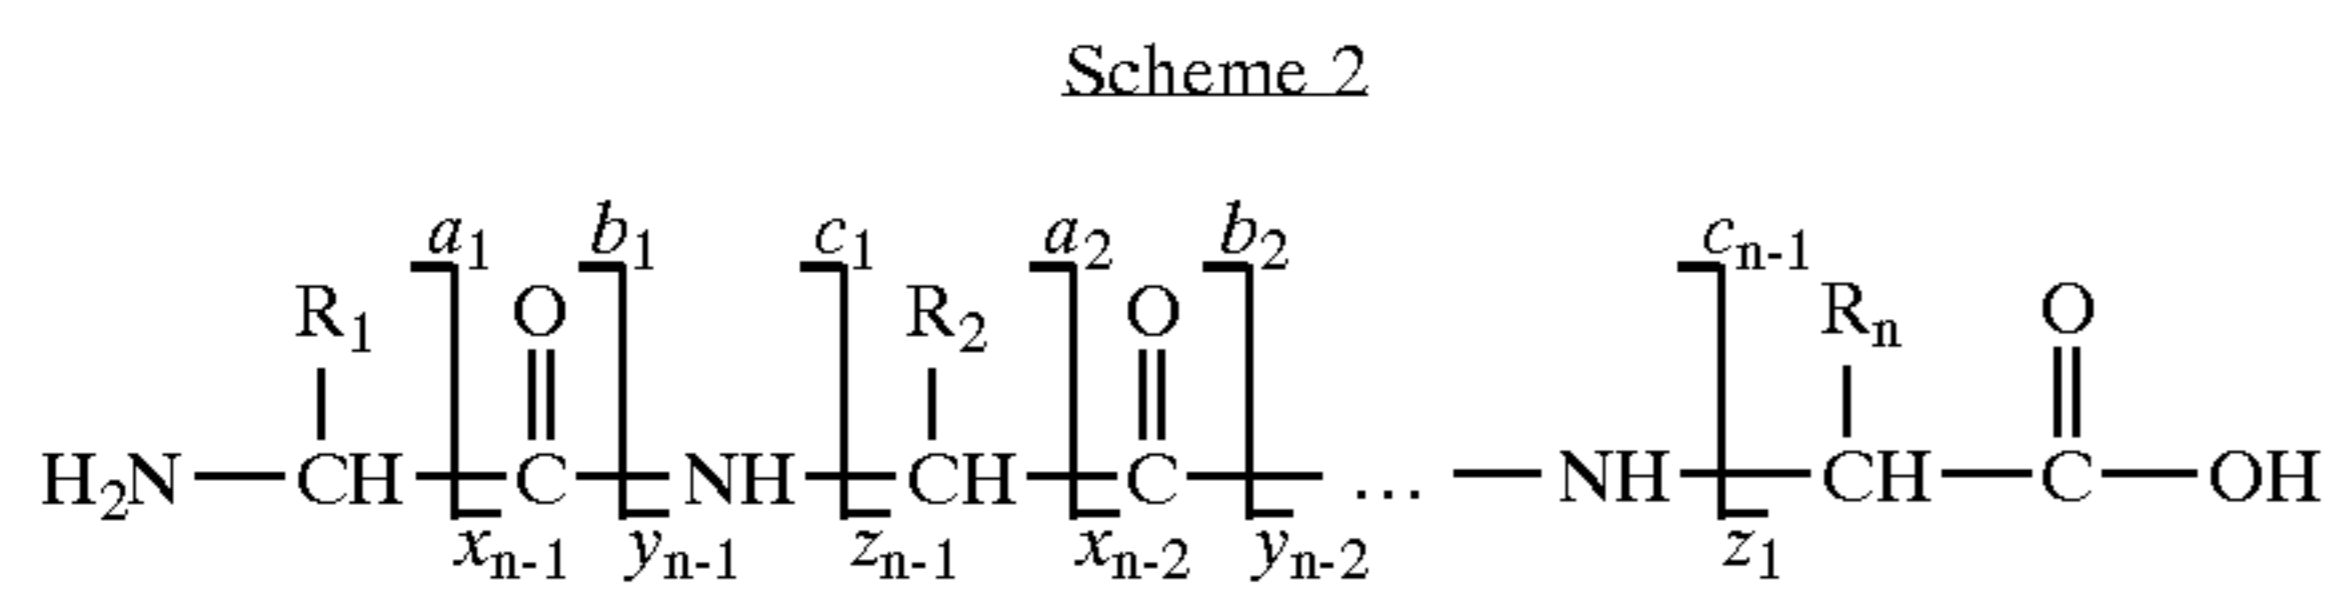 Scheme 2
a1 b1 c1 a2 b2 cn-1
R1 O R2 O Rn O
H2N CH C NH CH C ... NH CH C OH
xn-1 yn-1 zn-1 xn-2 yn-2 z1